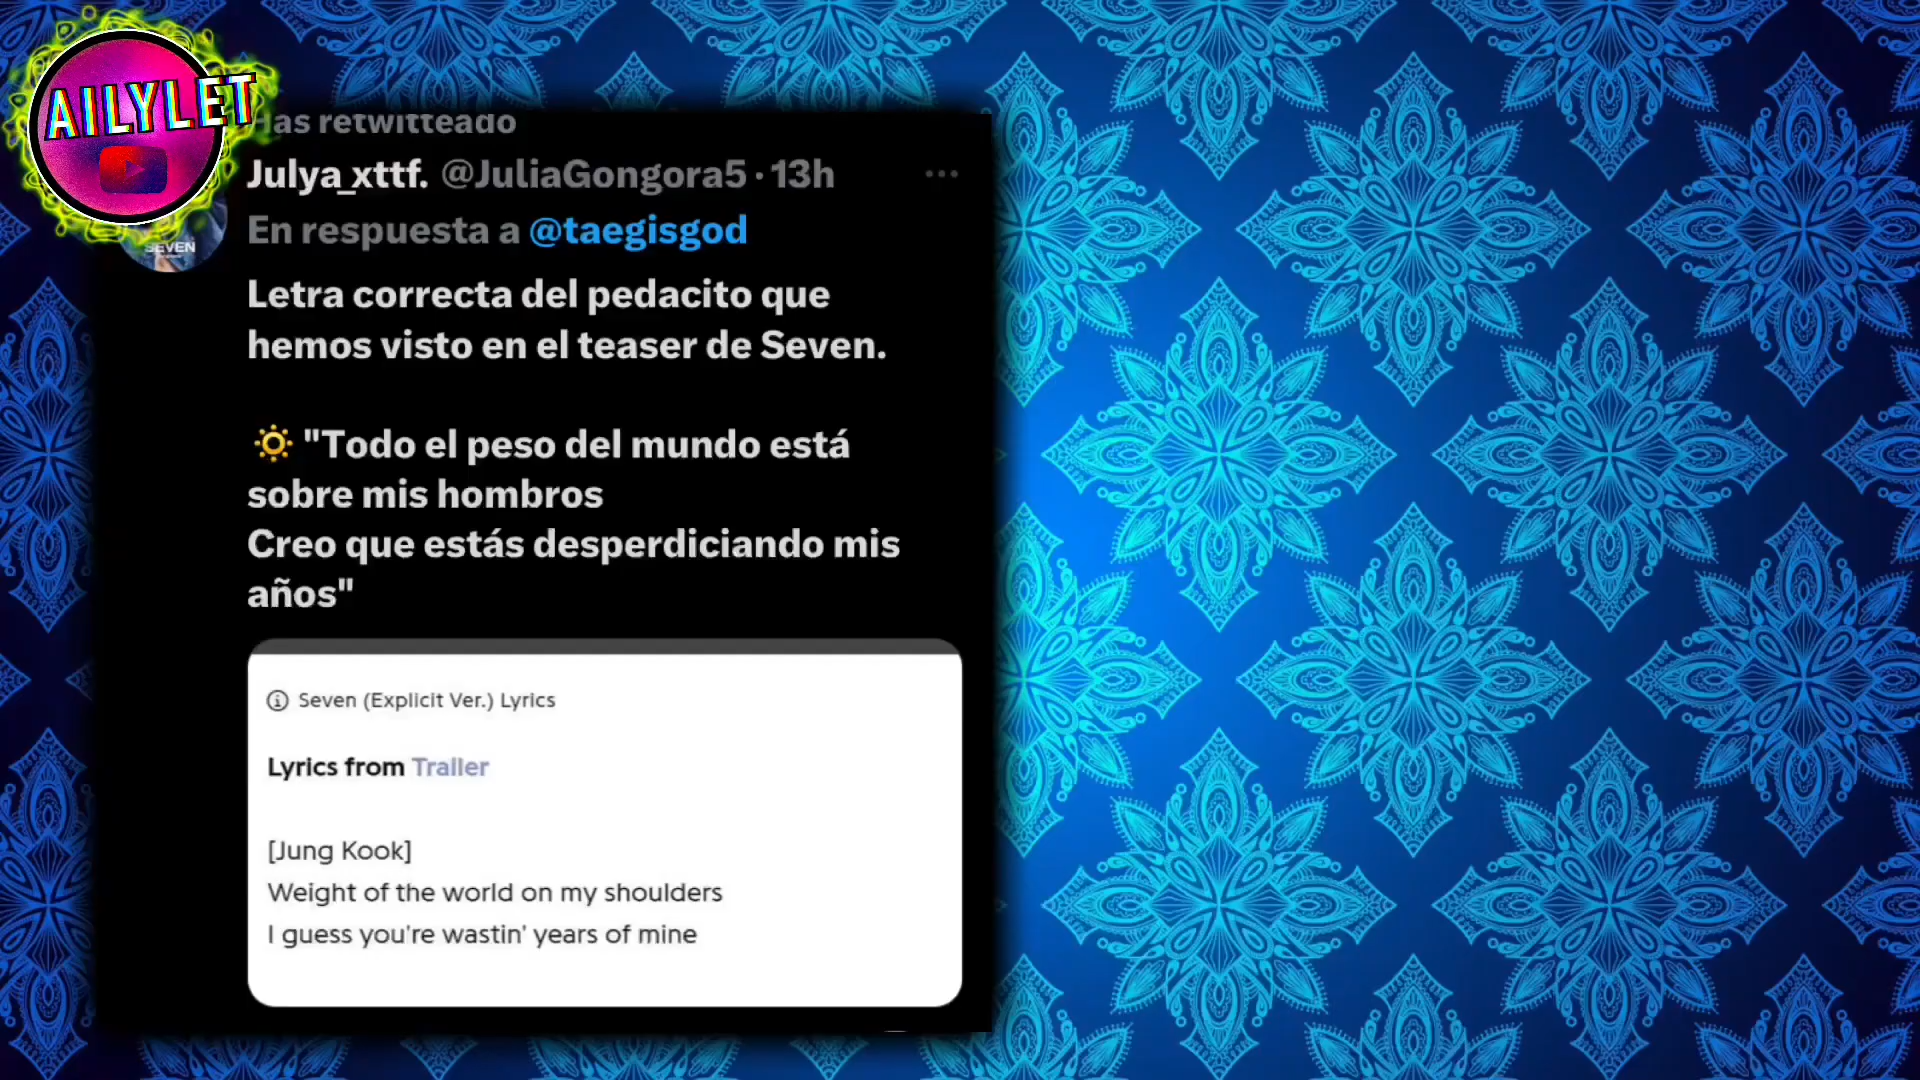 AILYLET
Has retwitteado
Julya_xttf. @JuliaGongora5 · 13h
SEVEN
En respuesta a @taegisgod
Letra correcta del pedacito que
hemos visto en el teaser de Seven.
"Todo el peso del mundo está
sobre mis hombros
Creo que estás desperdiciando mis
años"
Seven (Explicit Ver.) Lyrics
Lyrics from Trailer
[Jung Kook]
Weight of the world on my shoulders
I guess you're wastin' years of mine